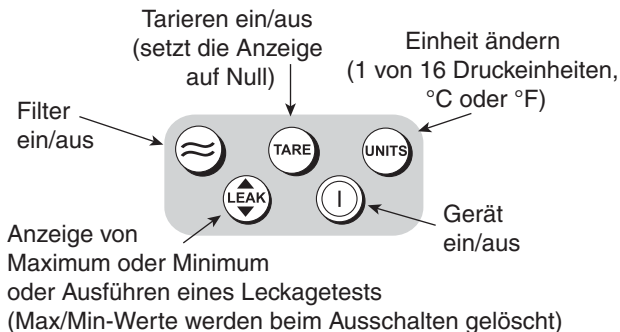 Tarieren ein/aus
(setzt die Anzeige
auf Null)
Einheit ändern
(1 von 16 Druckeinheiten,
°C oder °F)
Filter
ein/aus
TARE
UNITS
LEAK
Gerät
ein/aus
Anzeige von
Maximum oder Minimum
oder Ausführen eines Leckagetests
(Max/Min-Werte werden beim Ausschalten gelöscht)